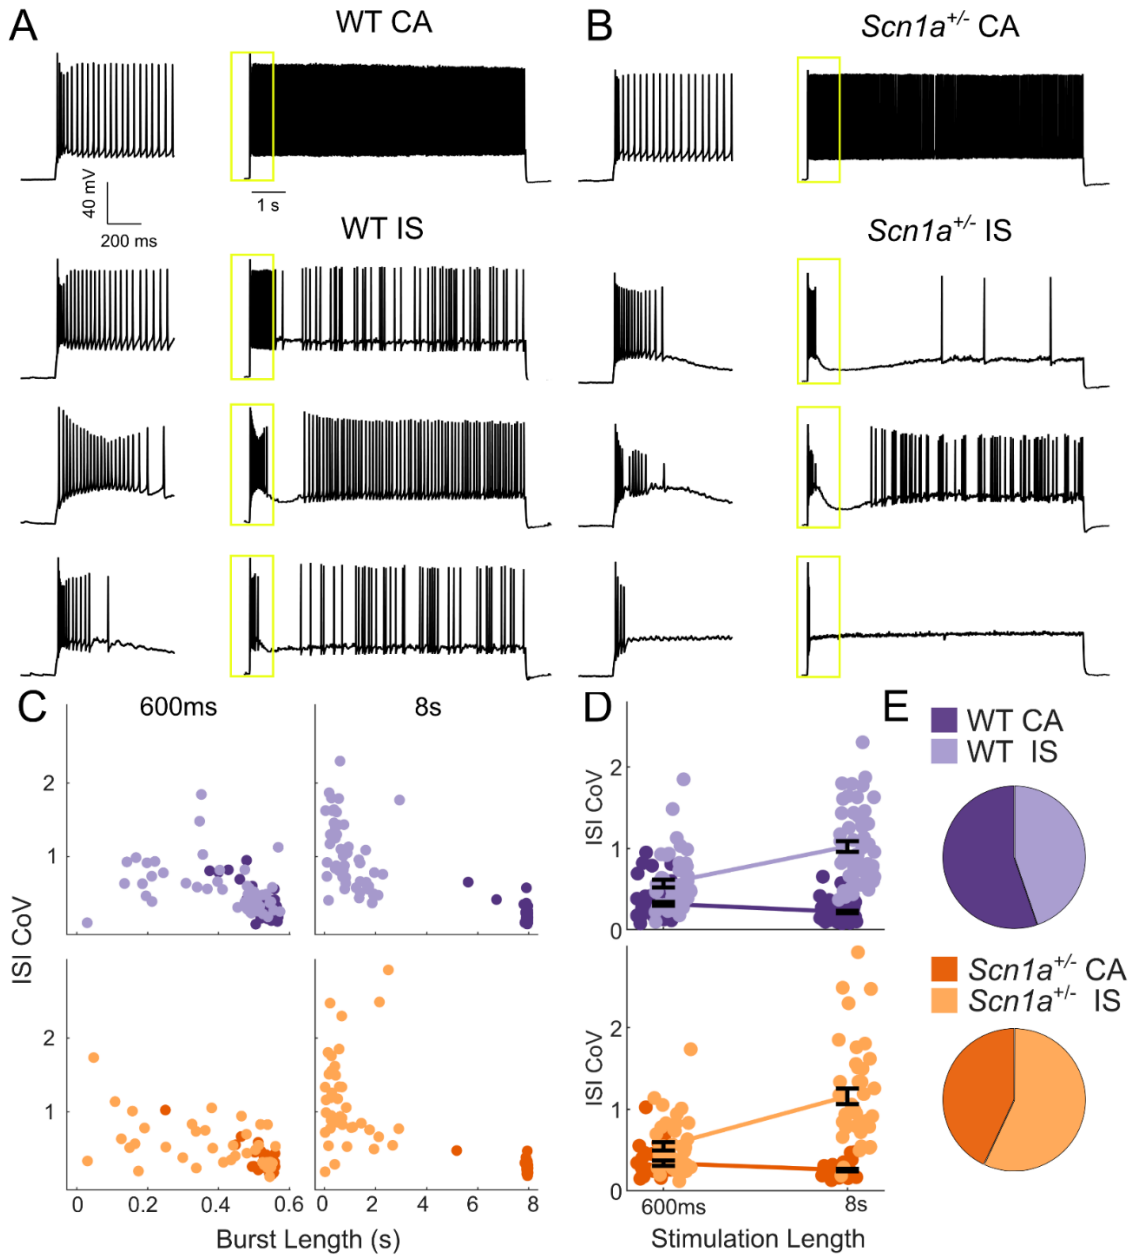 A
WT CA
B
Scn1a+/- CA
40 mV
200 ms
1 s
WT IS
Scn1a+/- IS
C
600ms
8s
D
E
WT CA
WT IS
2
1
0
ISI CoV
2
1
0
ISI CoV
Scn1a+/- CA
Scn1a+/- IS
2
1
0
2
1
0
ISI CoV
0
0.2
0.4
0.6
0
2
4
6
8
600ms
8s
Burst Length (s)
Stimulation Length